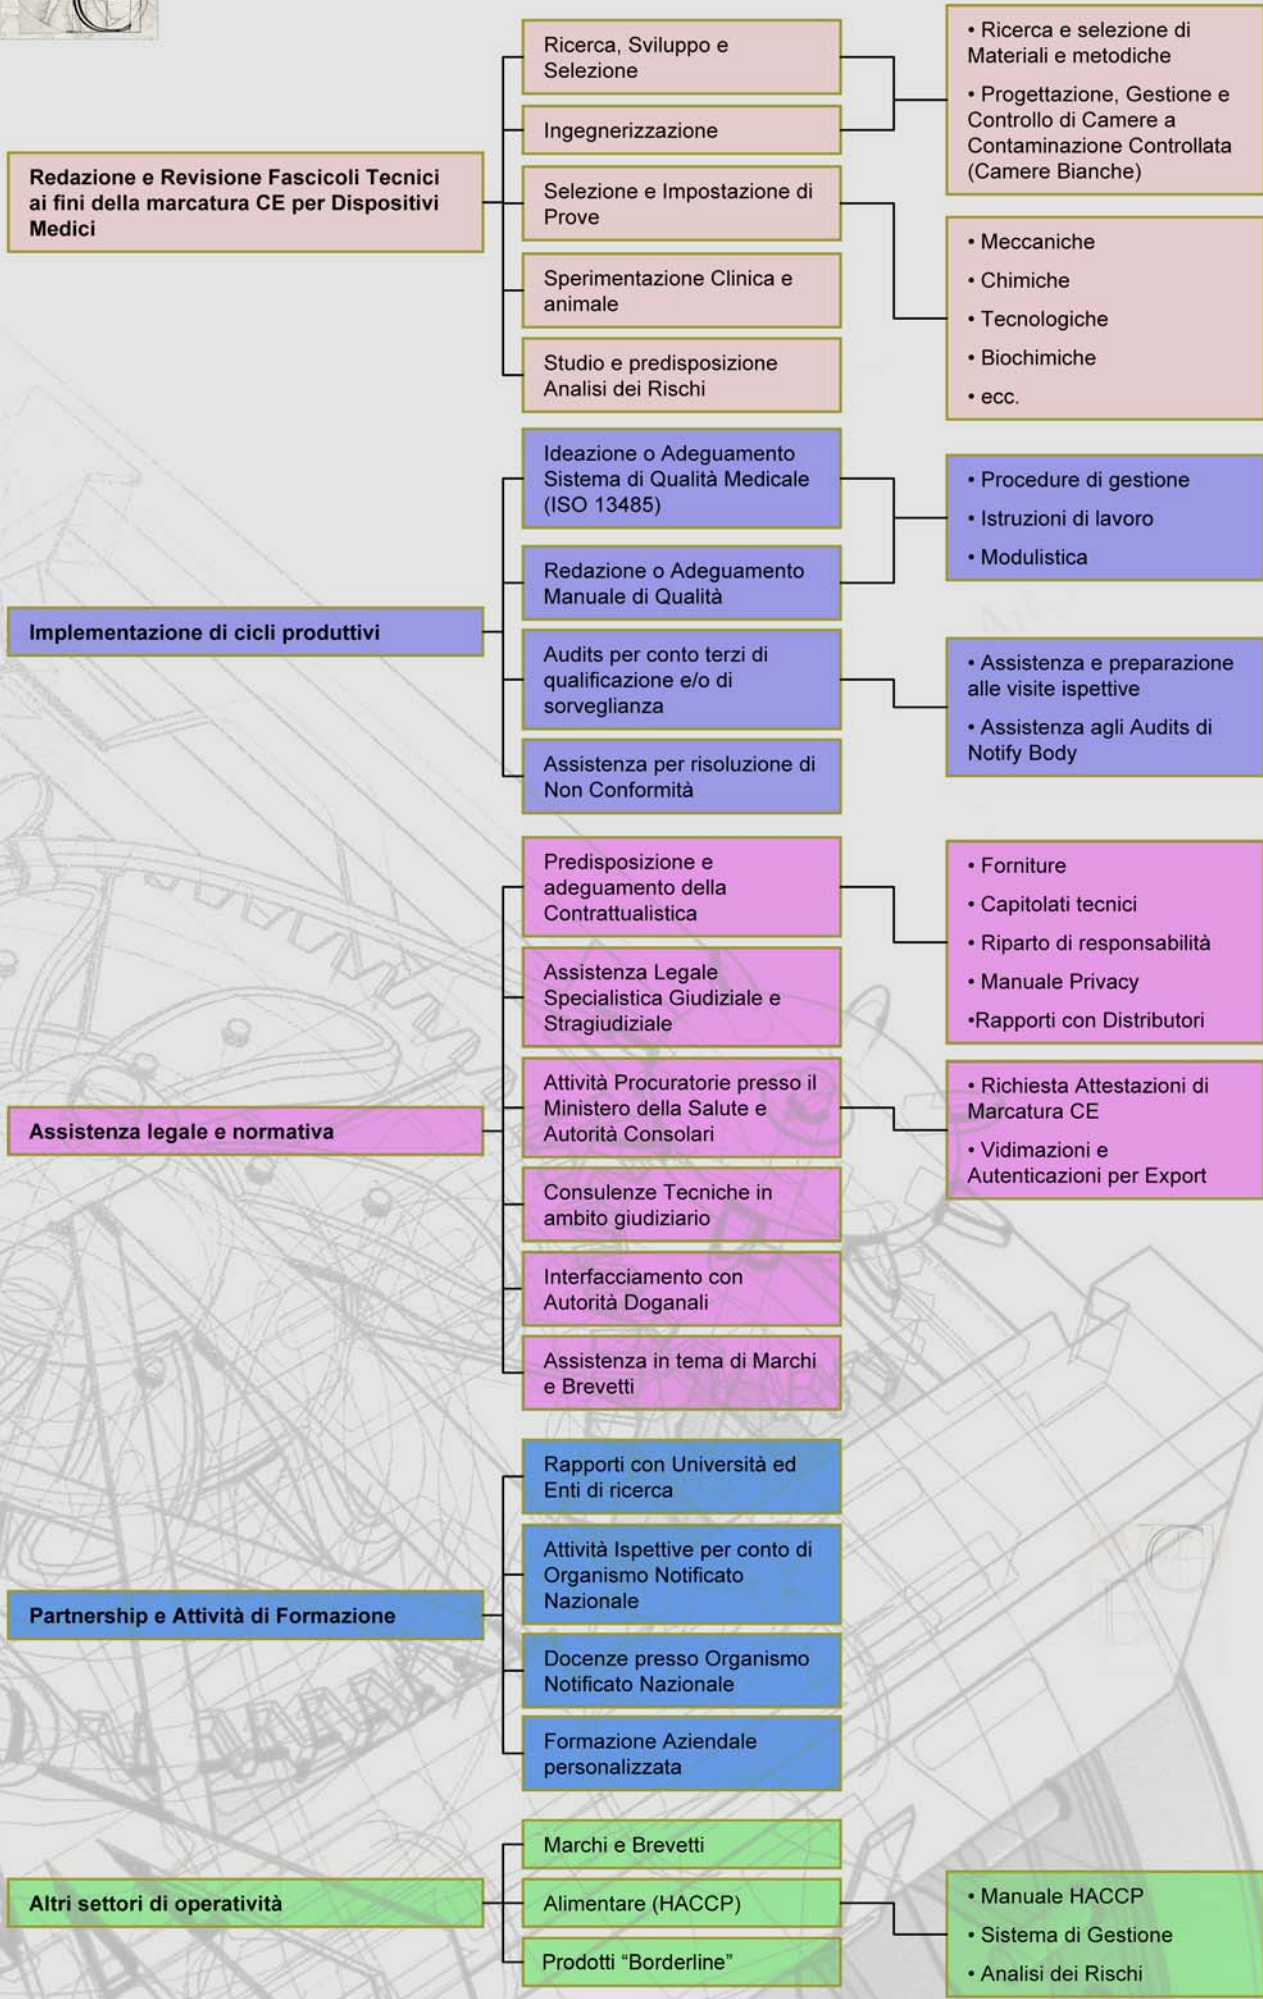 Redazione e Revisione Fascicoli Tecnici
ai fini della marcatura CE per Dispositivi
Medici
Ricerca, Sviluppo e
Selezione
Ingegnerizzazione
Selezione e Impostazione di
Prove
Sperimentazione Clinica e
animale
Studio e predisposizione
Analisi dei Rischi
• Ricerca e selezione di
Materiali e metodiche
• Progettazione, Gestione e
Controllo di Camere a
Contaminazione Controllata
(Camere Bianche)
• Meccaniche
• Chimiche
• Tecnologiche
• Biochimiche
• ecc.
Implementazione di cicli produttivi
Ideazione o Adeguamento
Sistema di Qualità Medicale
(ISO 13485)
Redazione o Adeguamento
Manuale di Qualità
Audits per conto terzi di
qualificazione e/o di
sorveglianza
Assistenza per risoluzione di
Non Conformità
• Procedure di gestione
• Istruzioni di lavoro
• Modulistica
• Assistenza e preparazione
alle visite ispettive
• Assistenza agli Audits di
Notify Body
Assistenza legale e normativa
Predisposizione e
adeguamento della
Contrattualistica
Assistenza Legale
Specialistica Giudiziale e
Stragiudiziale
Attività Procuratorie presso il
Ministero della Salute e
Autorità Consolari
Consulenze Tecniche in
ambito giudiziario
Interfacciamento con
Autorità Doganali
Assistenza in tema di Marchi
e Brevetti
• Forniture
• Capitolati tecnici
• Riparto di responsabilità
• Manuale Privacy
•Rapporti con Distributori
• Richiesta Attestazioni di
Marcatura CE
• Vidimazioni e
Autenticazioni per Export
Partnership e Attività di Formazione
Rapporti con Università ed
Enti di ricerca
Attività Ispettive per conto di
Organismo Notificato
Nazionale
Docenze presso Organismo
Notificato Nazionale
Formazione Aziendale
personalizzata
Altri settori di operatività
Marchi e Brevetti
Alimentare (HACCP)
Prodotti “Borderline”
• Manuale HACCP
• Sistema di Gestione
• Analisi dei Rischi